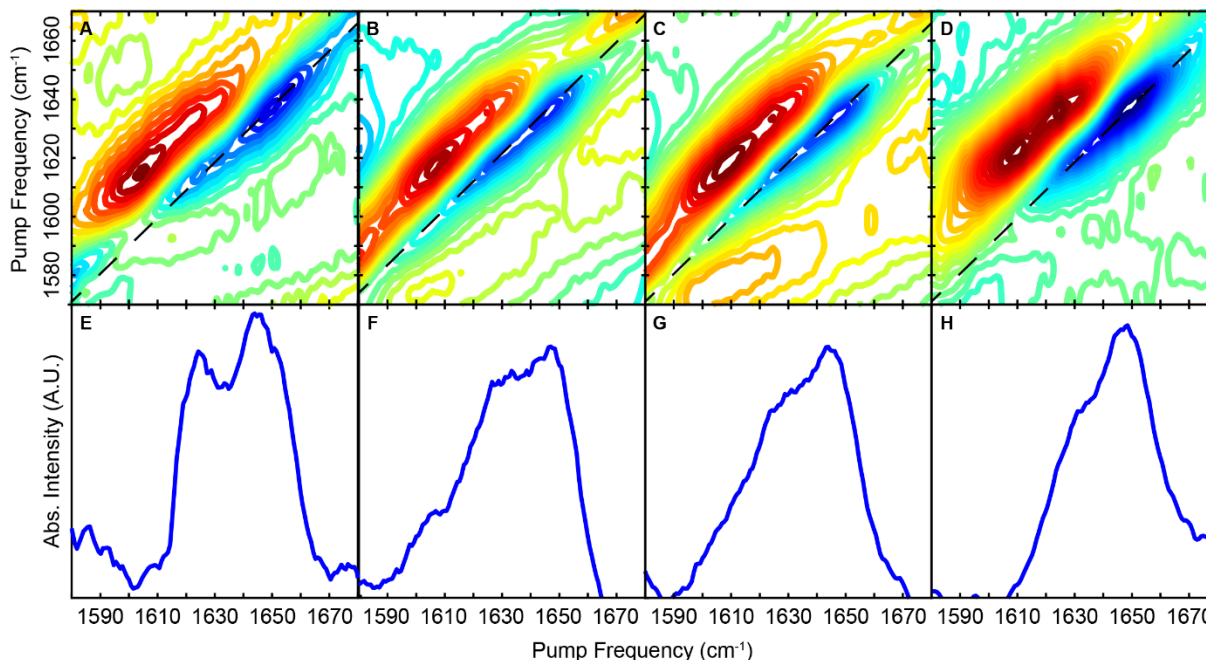 A B C D
Pump Frequency (cm⁻¹)
1660
1640
1620
1600
1580
E F G H
Abs. Intensity (A.U.)
1590 1610 1630 1650 1670 1590 1610 1630 1650 1670 1590 1610 1630 1650 1670 1590 1610 1630 1650 1670
Pump Frequency (cm⁻¹)